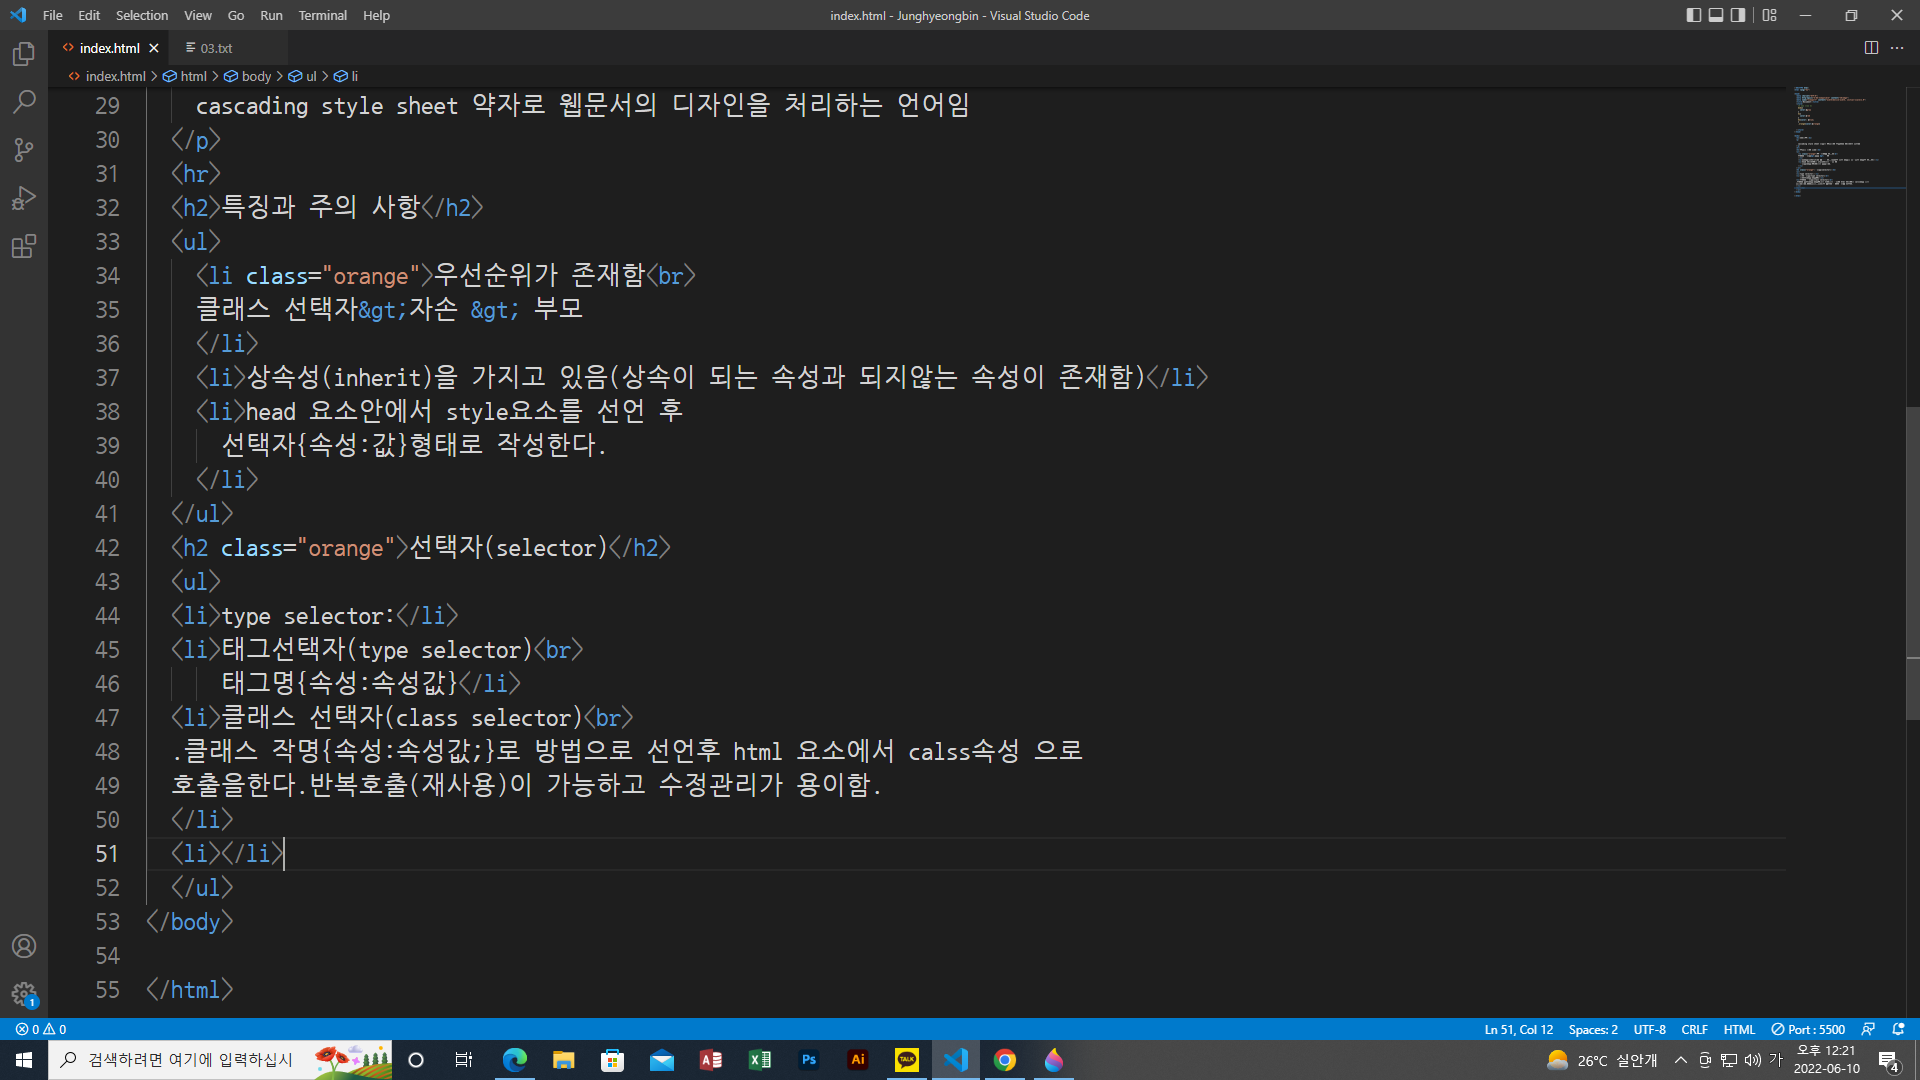 File Edit Selection View Go Run Terminal Help
index.html - Junghyeongbin - Visual Studio Code
index.html
03.txt
index.html > html > body > ul > li
29 cascading style sheet 약자로 웹문서의 디자인을 처리하는 언어임
30 </p>
31 <hr>
32 <h2>특징과 주의 사항</h2>
33 <ul>
34 <li class="orange">우선순위가 존재함<br>
35 클래스 선택자&gt;자손 &gt; 부모
36 </li>
37 <li>상속성(inherit)을 가지고 있음(상속이 되는 속성과 되지않는 속성이 존재함)</li>
38 <li>head 요소안에서 style요소를 선언 후
39 선택자{속성:값}형태로 작성한다.
40 </li>
41 </ul>
42 <h2 class="orange">선택자(selector)</h2>
43 <ul>
44 <li>type selector:</li>
45 <li>태그선택자(type selector)<br>
46 태그명{속성:속성값}</li>
47 <li>클래스 선택자(class selector)<br>
48 .클래스 작명{속성:속성값;}로 방법으로 선언후 html 요소에서 calss속성 으로
49 호출을한다.반복호출(재사용)이 가능하고 수정관리가 용이함.
50 </li>
51 <li></li>
52 </ul>
53 </body>
54
55 </html>
1
0 0
Ln 51, Col 12 Spaces: 2 UTF-8 CRLF HTML Port : 5500
검색하려면 여기에 입력하십시
Ps
Ai
TALK
26°C 실안개
가
오후 12:21
2022-06-10
4